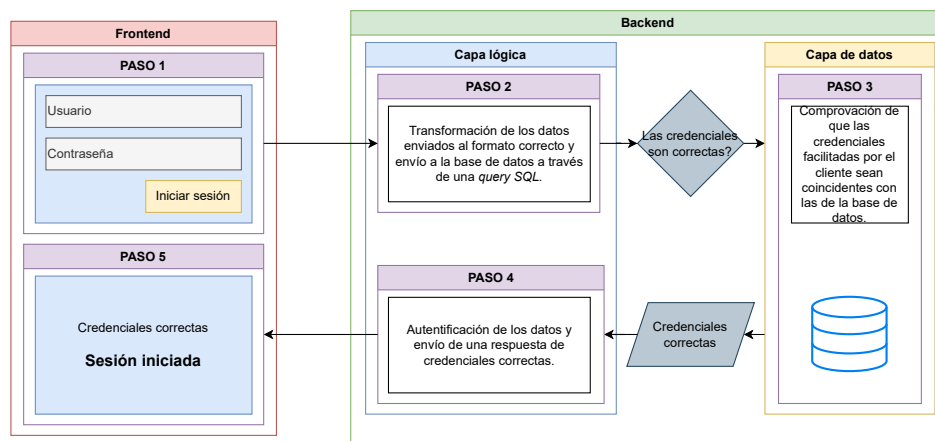 Backend
Frontend
Capa lógica
Capa de datos
PASO 1
Usuario
Contraseña
Iniciar sesión
PASO 2
Transformación de los datos
enviados al formato correcto y
envío a la base de datos a través
de una query SQL.
Las credenciales
son correctas?
PASO 3
Comprovación de
que las
credenciales
facilitadas por el
cliente sean
coincidentes con
las de la base de
datos.
PASO 5
Credenciales correctas
Sesión iniciada
PASO 4
Autentificación de los datos y
envío de una respuesta de
credenciales correctas.
Credenciales
correctas